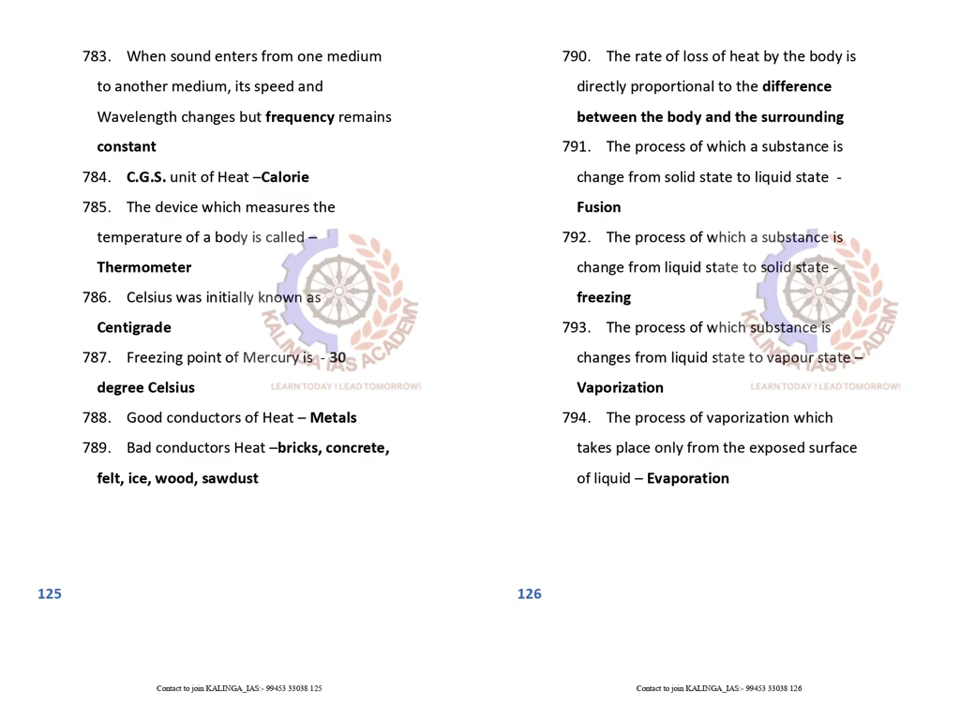 783. When sound enters from one medium
to another medium, its speed and
Wavelength changes but frequency remains
constant
784. C.G.S. unit of Heat –Calorie
785. The device which measures the
temperature of a body is called –
Thermometer
786. Celsius was initially known as
Centigrade
787. Freezing point of Mercury is - 30
degree Celsius
788. Good conductors of Heat – Metals
789. Bad conductors Heat –bricks, concrete,
felt, ice, wood, sawdust
KALINGA IAS ACADEMY
LEARN TODAY ! LEAD TOMORROW!
125
Contact to join KALINGA_IAS:- 99453 33038 125
790. The rate of loss of heat by the body is
directly proportional to the difference
between the body and the surrounding
791. The process of which a substance is
change from solid state to liquid state -
Fusion
792. The process of which a substance is
change from liquid state to solid state -
freezing
793. The process of which substance is
changes from liquid state to vapour state –
Vaporization
794. The process of vaporization which
takes place only from the exposed surface
of liquid – Evaporation
KALINGA IAS ACADEMY
LEARN TODAY ! LEAD TOMORROW!
126
Contact to join KALINGA_IAS:- 99453 33038 126